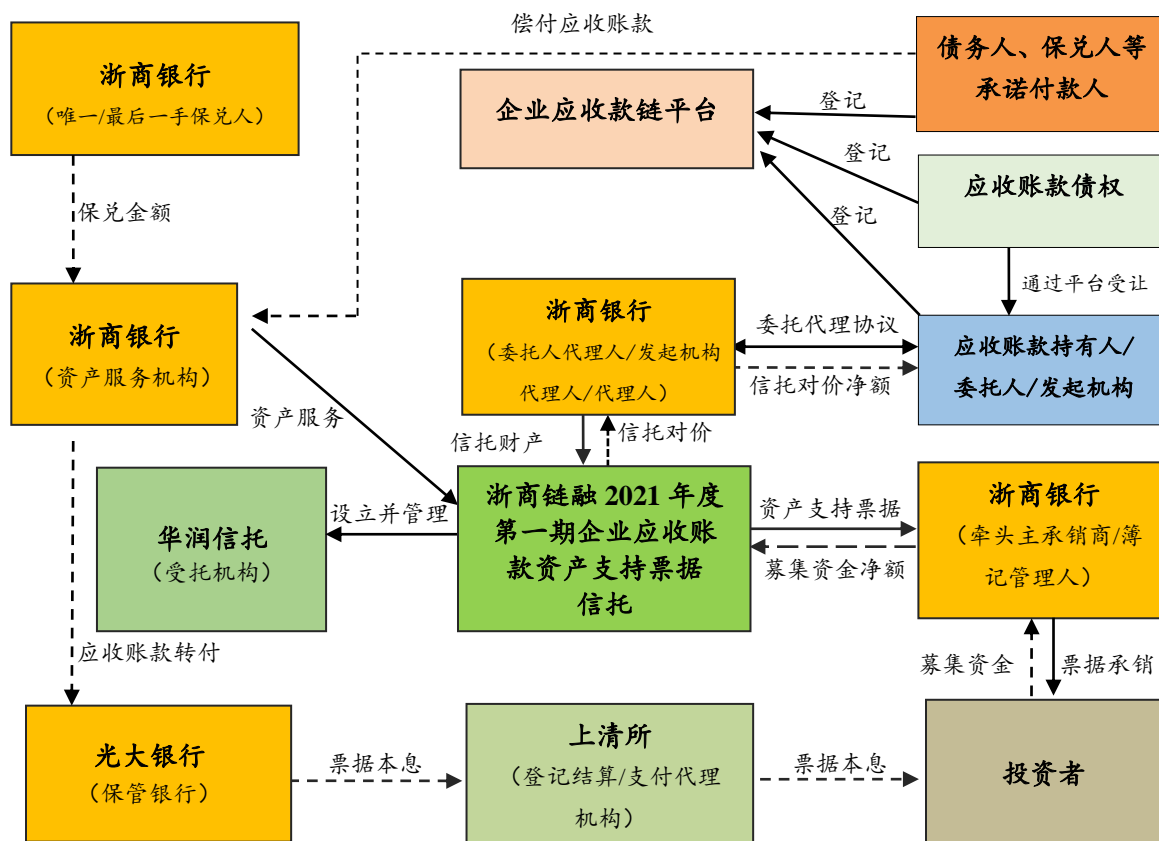 偿付应收账款
浙商银行
（唯一/最后一手保兑人）
企业应收款链平台
债务人、保兑人等
承诺付款人
登记
登记
登记
应收账款债权
保兑金额
通过平台受让
浙商银行
（资产服务机构）
浙商银行
（委托人代理人/发起机构
代理人/代理人）
委托代理协议
信托对价净额
应收账款持有人/
委托人/发起机构
资产服务
信托财产
信托对价
华润信托
（受托机构）
设立并管理
浙商链融 2021 年度
第一期企业应收账
款资产支持票据
信托
资产支持票据
募集资金净额
浙商银行
（牵头主承销商/薄
记管理人）
应收账款转付
募集资金
票据承销
光大银行
（保管银行）
票据本息
上清所
（登记结算/支付代理
机构）
票据本息
投资者